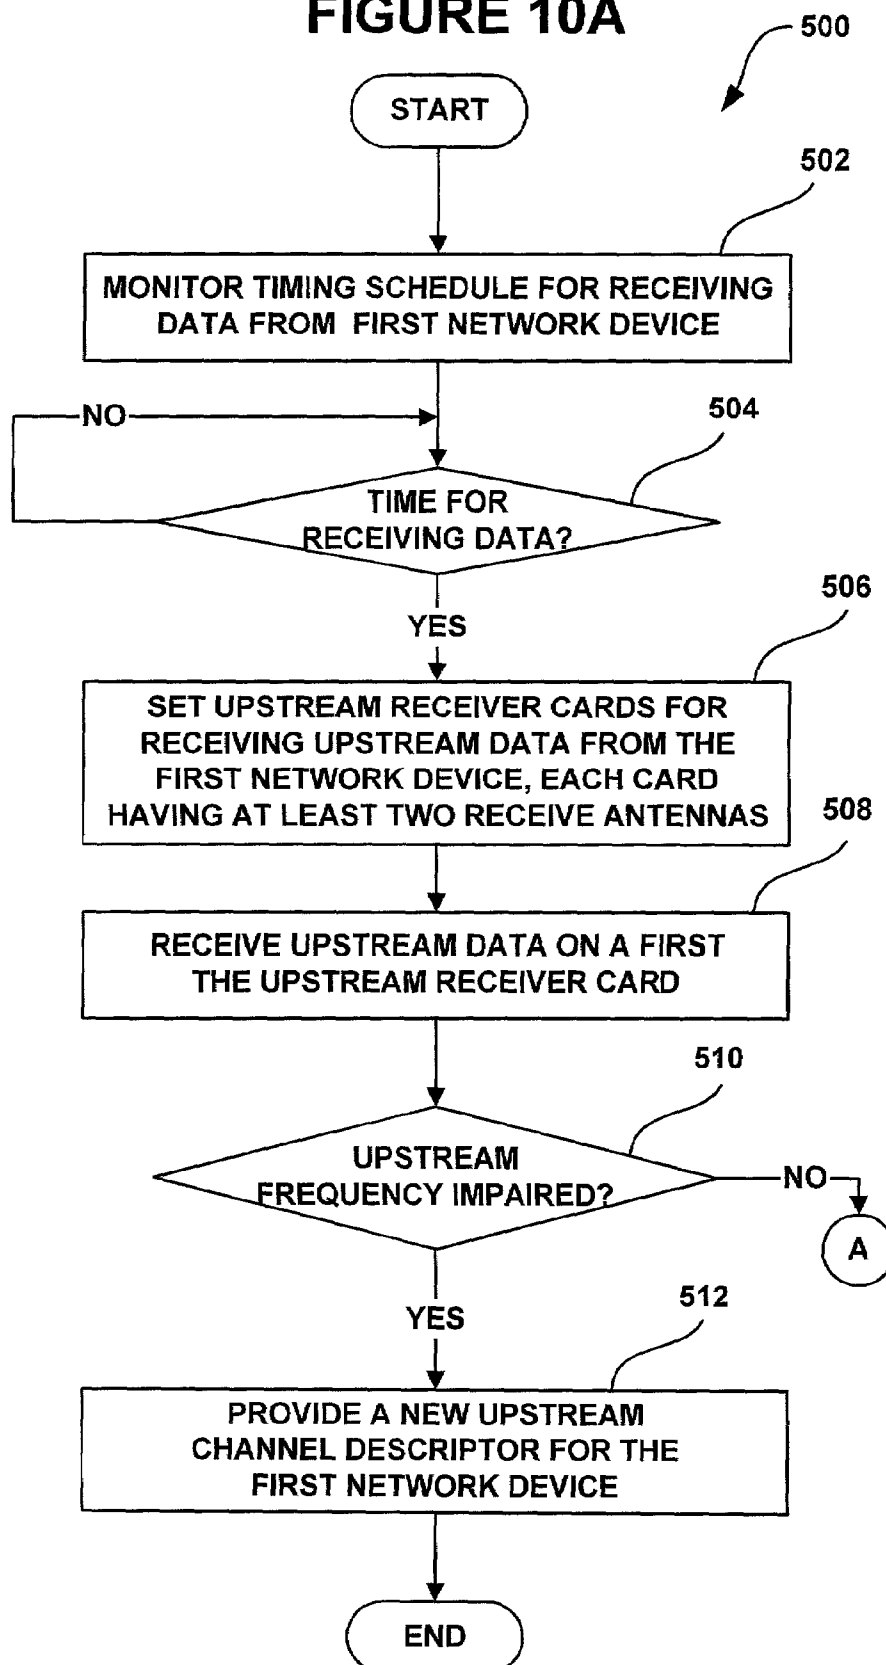 FIGURE 10A
500
START
502
MONITOR TIMING SCHEDULE FOR RECEIVING
DATA FROM FIRST NETWORK DEVICE
NO
504
TIME FOR
RECEIVING DATA?
506
YES
SET UPSTREAM RECEIVER CARDS FOR
RECEIVING UPSTREAM DATA FROM THE
FIRST NETWORK DEVICE, EACH CARD
HAVING AT LEAST TWO RECEIVE ANTENNAS
508
RECEIVE UPSTREAM DATA ON A FIRST
THE UPSTREAM RECEIVER CARD
510
UPSTREAM
FREQUENCY IMPAIRED?
NO
A
YES
512
PROVIDE A NEW UPSTREAM
CHANNEL DESCRIPTOR FOR THE
FIRST NETWORK DEVICE
END